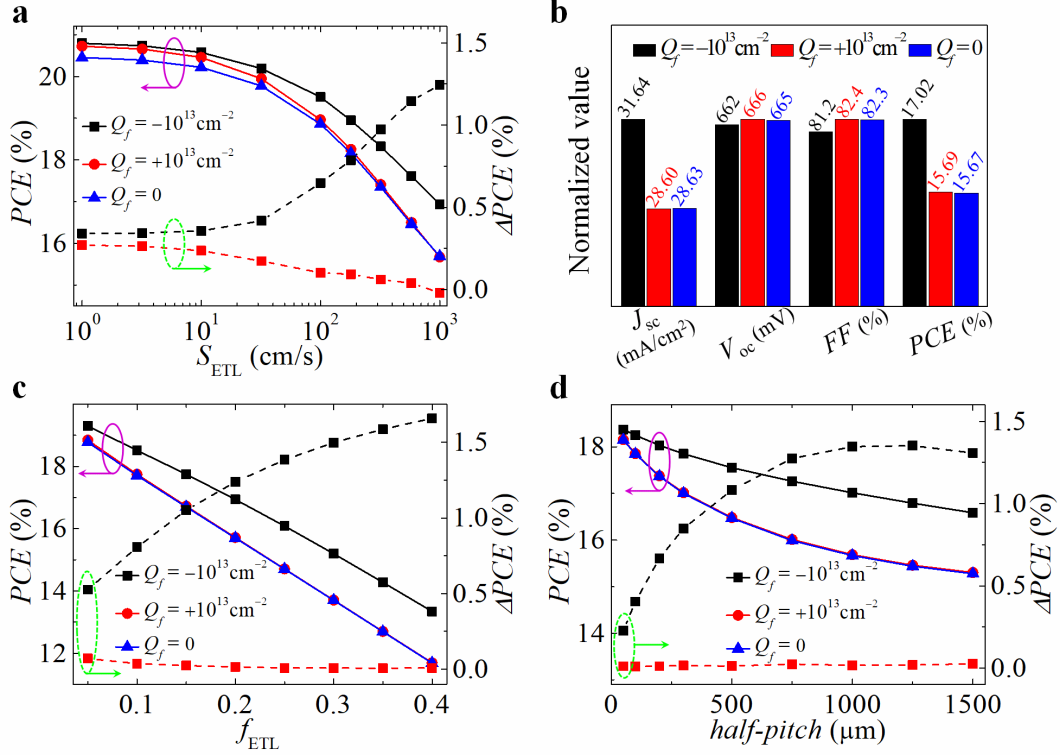 a
PCE (%)
20
18
16
1.5
1.0
0.5
0.0
ΔPCE (%)
Q_f = −10^13 cm^−2
Q_f = +10^13 cm^−2
Q_f = 0
10^0 10^1 10^2 10^3
S_ETL (cm/s)
b
Normalized value
Q_f = −10^13 cm^−2 Q_f = +10^13 cm^−2 Q_f = 0
31.64 28.60 28.63 662 666 665 81.2 82.4 82.3 17.02 15.69 15.67
J_sc (mA/cm²) V_oc (mV) FF (%) PCE (%)
c
PCE (%)
18
16
14
12
1.5
1.0
0.5
0.0
ΔPCE (%)
Q_f = −10^13 cm^−2
Q_f = +10^13 cm^−2
Q_f = 0
0.1 0.2 0.3 0.4
f_ETL
d
PCE (%)
18
16
14
1.5
1.0
0.5
0.0
ΔPCE (%)
Q_f = −10^13 cm^−2
Q_f = +10^13 cm^−2
Q_f = 0
0 500 1000 1500
half-pitch (μm)